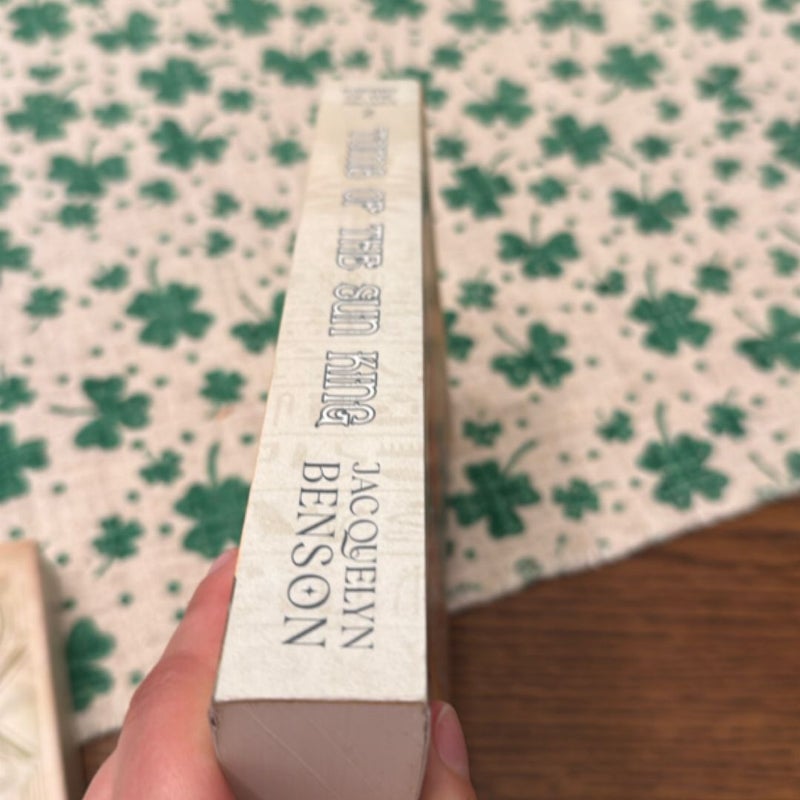 TOMB OF THE SUN KING
JACQUELYN
BENSON